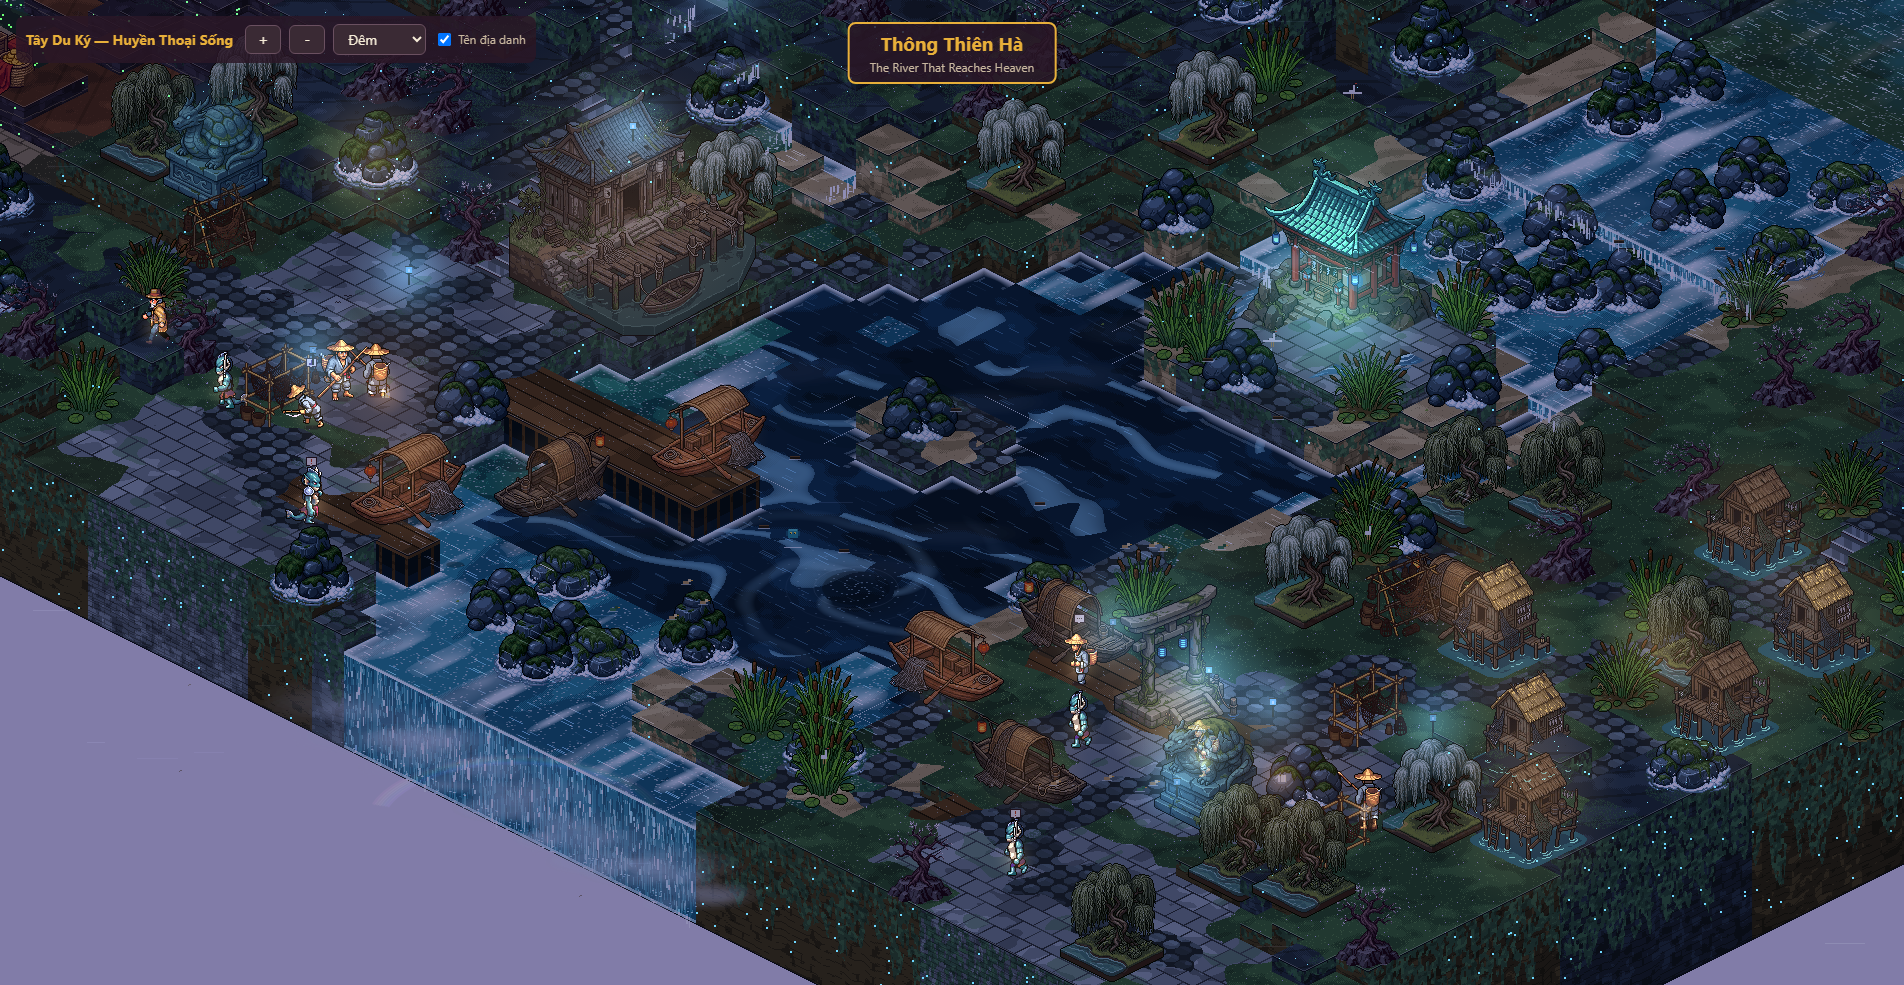 Tây Du Ký — Huyền Thoại Sống
+
-
Đêm
Tên địa danh
Thông Thiên Hà
The River That Reaches Heaven